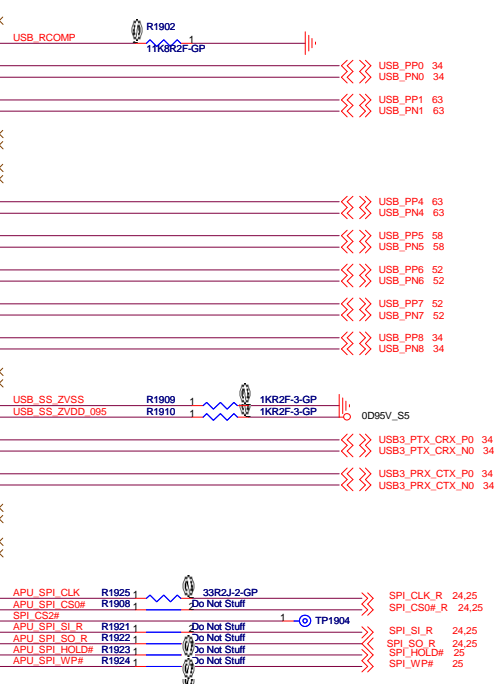 R1902
USB_RCOMP 1
11K8R2F-GP
USB_PP0 34
USB_PN0 34
USB_PP1 63
USB_PN1 63
USB_PP4 63
USB_PN4 63
USB_PP5 58
USB_PN5 58
USB_PP6 52
USB_PN6 52
USB_PP7 52
USB_PN7 52
USB_PP8 34
USB_PN8 34
USB_SS_ZVSS R1909 1 1KR2F-3-GP
USB_SS_ZVDD_095 R1910 1 1KR2F-3-GP
0D95V_S5
USB3_PTX_CRX_P0 34
USB3_PTX_CRX_N0 34
USB3_PRX_CTX_P0 34
USB3_PRX_CTX_N0 34
APU_SPI_CLK R1925 1 33R2J-2-GP SPI_CLK_R 24,25
APU_SPI_CS0# R1908 1 2 Do Not Stuff SPI_CS0#_R 24,25
SPI_CS2# 1 TP1904
APU_SPI_SI_R R1921 1 2 Do Not Stuff SPI_SI_R 24,25
APU_SPI_SO_R R1922 1 Do Not Stuff SPI_SO_R 24,25
APU_SPI_HOLD# R1923 1 Do Not Stuff SPI_HOLD# 25
APU_SPI_WP# R1924 1 Do Not Stuff SPI_WP# 25